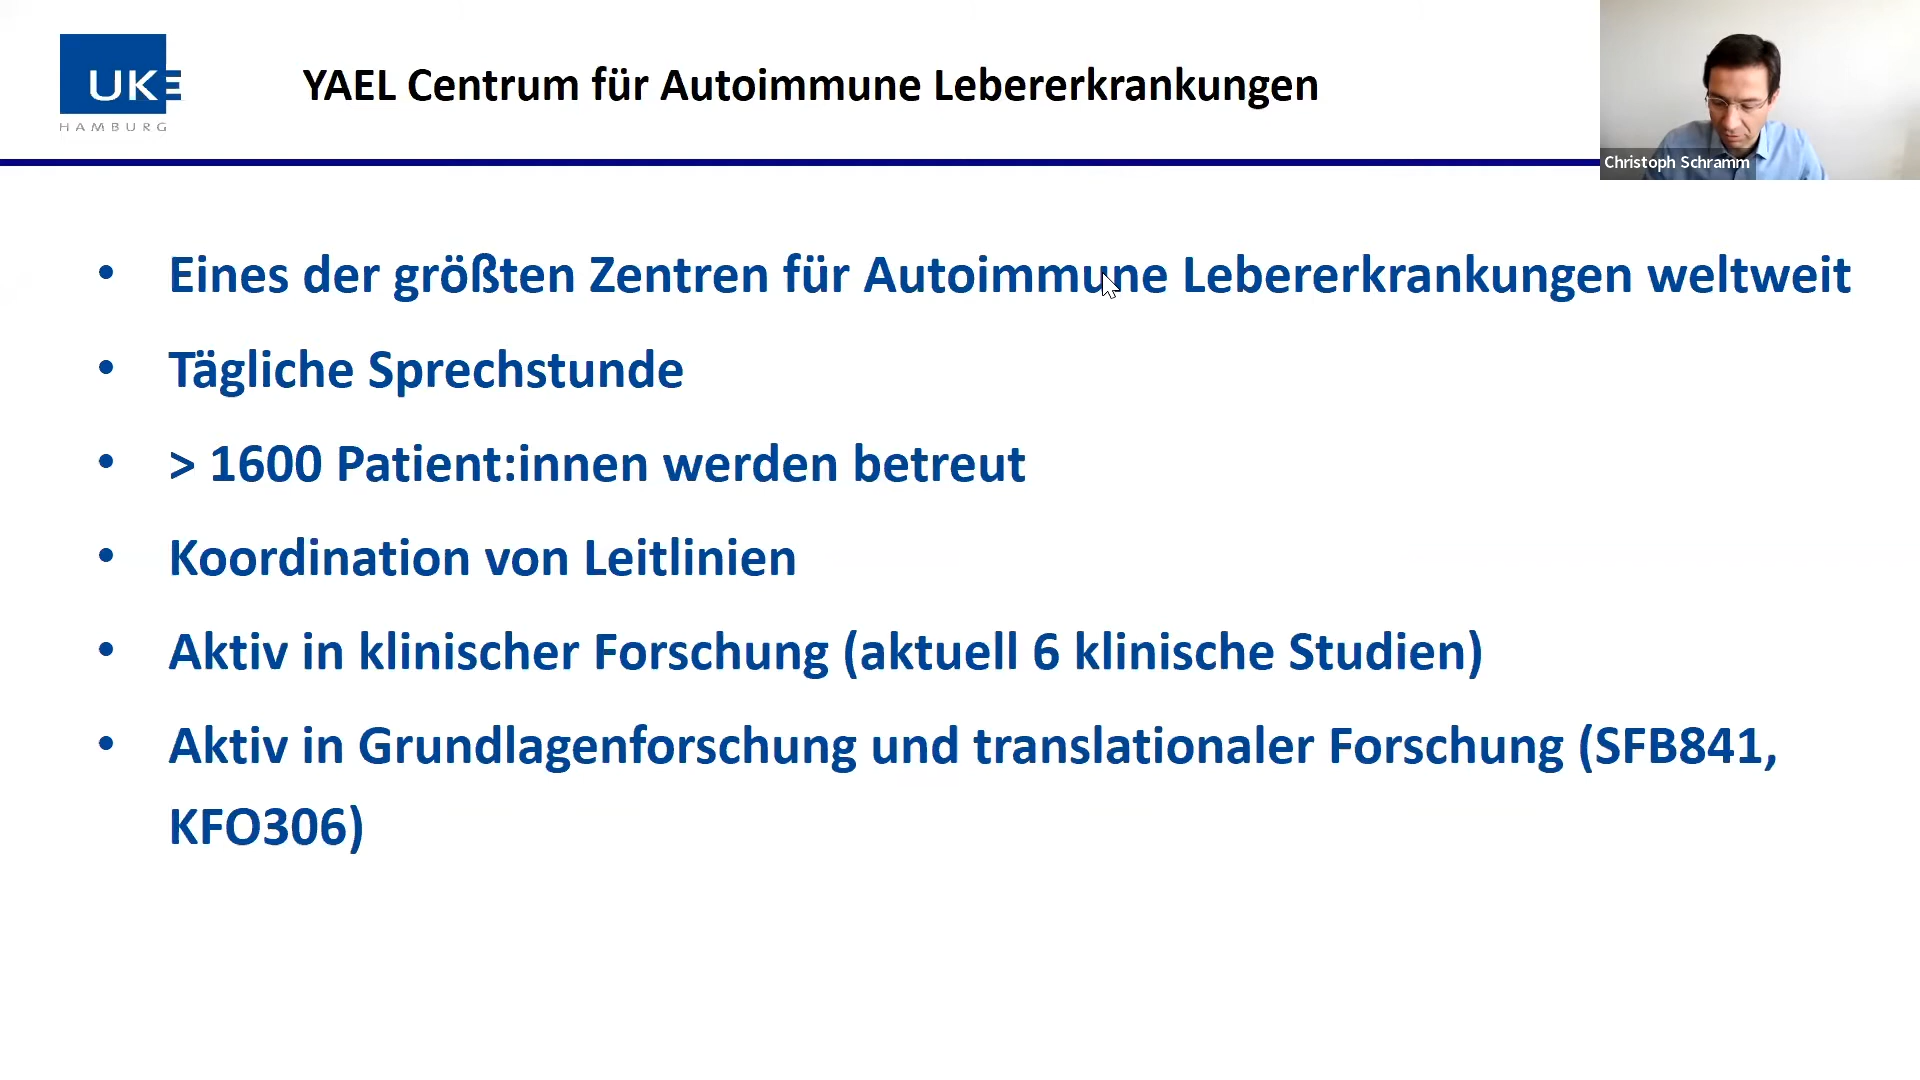 UKE
HAMBURG
YAEL Centrum für Autoimmune Lebererkrankungen
Christoph Schramm
• Eines der größten Zentren für Autoimmune Lebererkrankungen weltweit
• Tägliche Sprechstunde
• > 1600 Patient:innen werden betreut
• Koordination von Leitlinien
• Aktiv in klinischer Forschung (aktuell 6 klinische Studien)
• Aktiv in Grundlagenforschung und translationaler Forschung (SFB841,
KFO306)